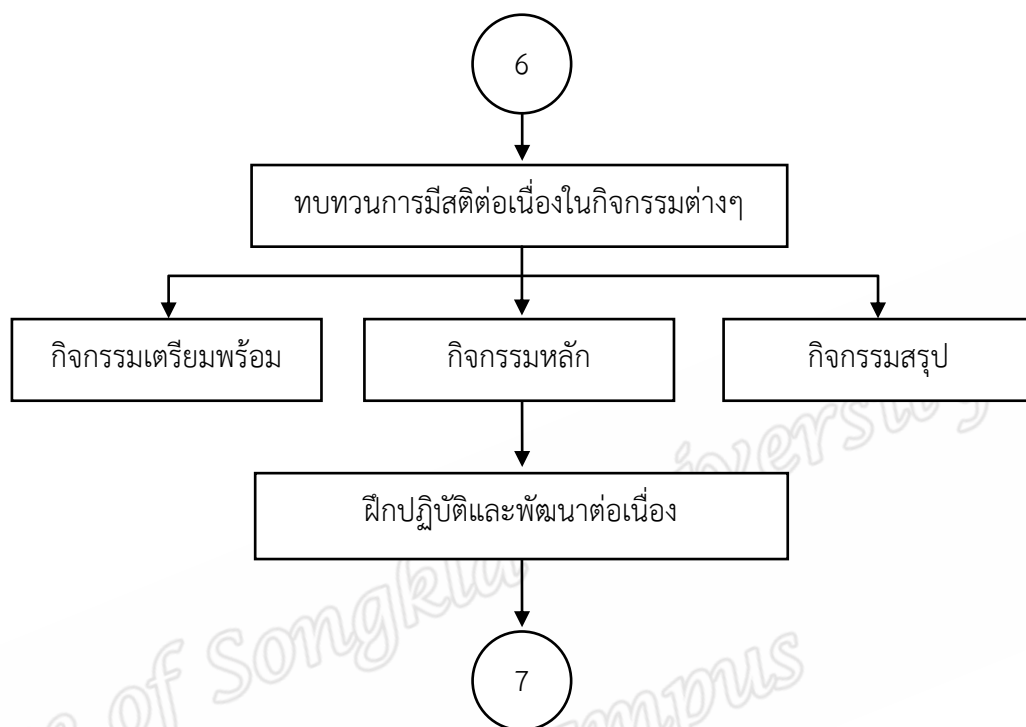 6
ทบทวนการมีสติต่อเนื่องในกิจกรรมต่างๆ
กิจกรรมเตรียมพร้อม
กิจกรรมหลัก
กิจกรรมสรุป
ฝึกปฏิบัติและพัฒนาต่อเนื่อง
7
of Songkla